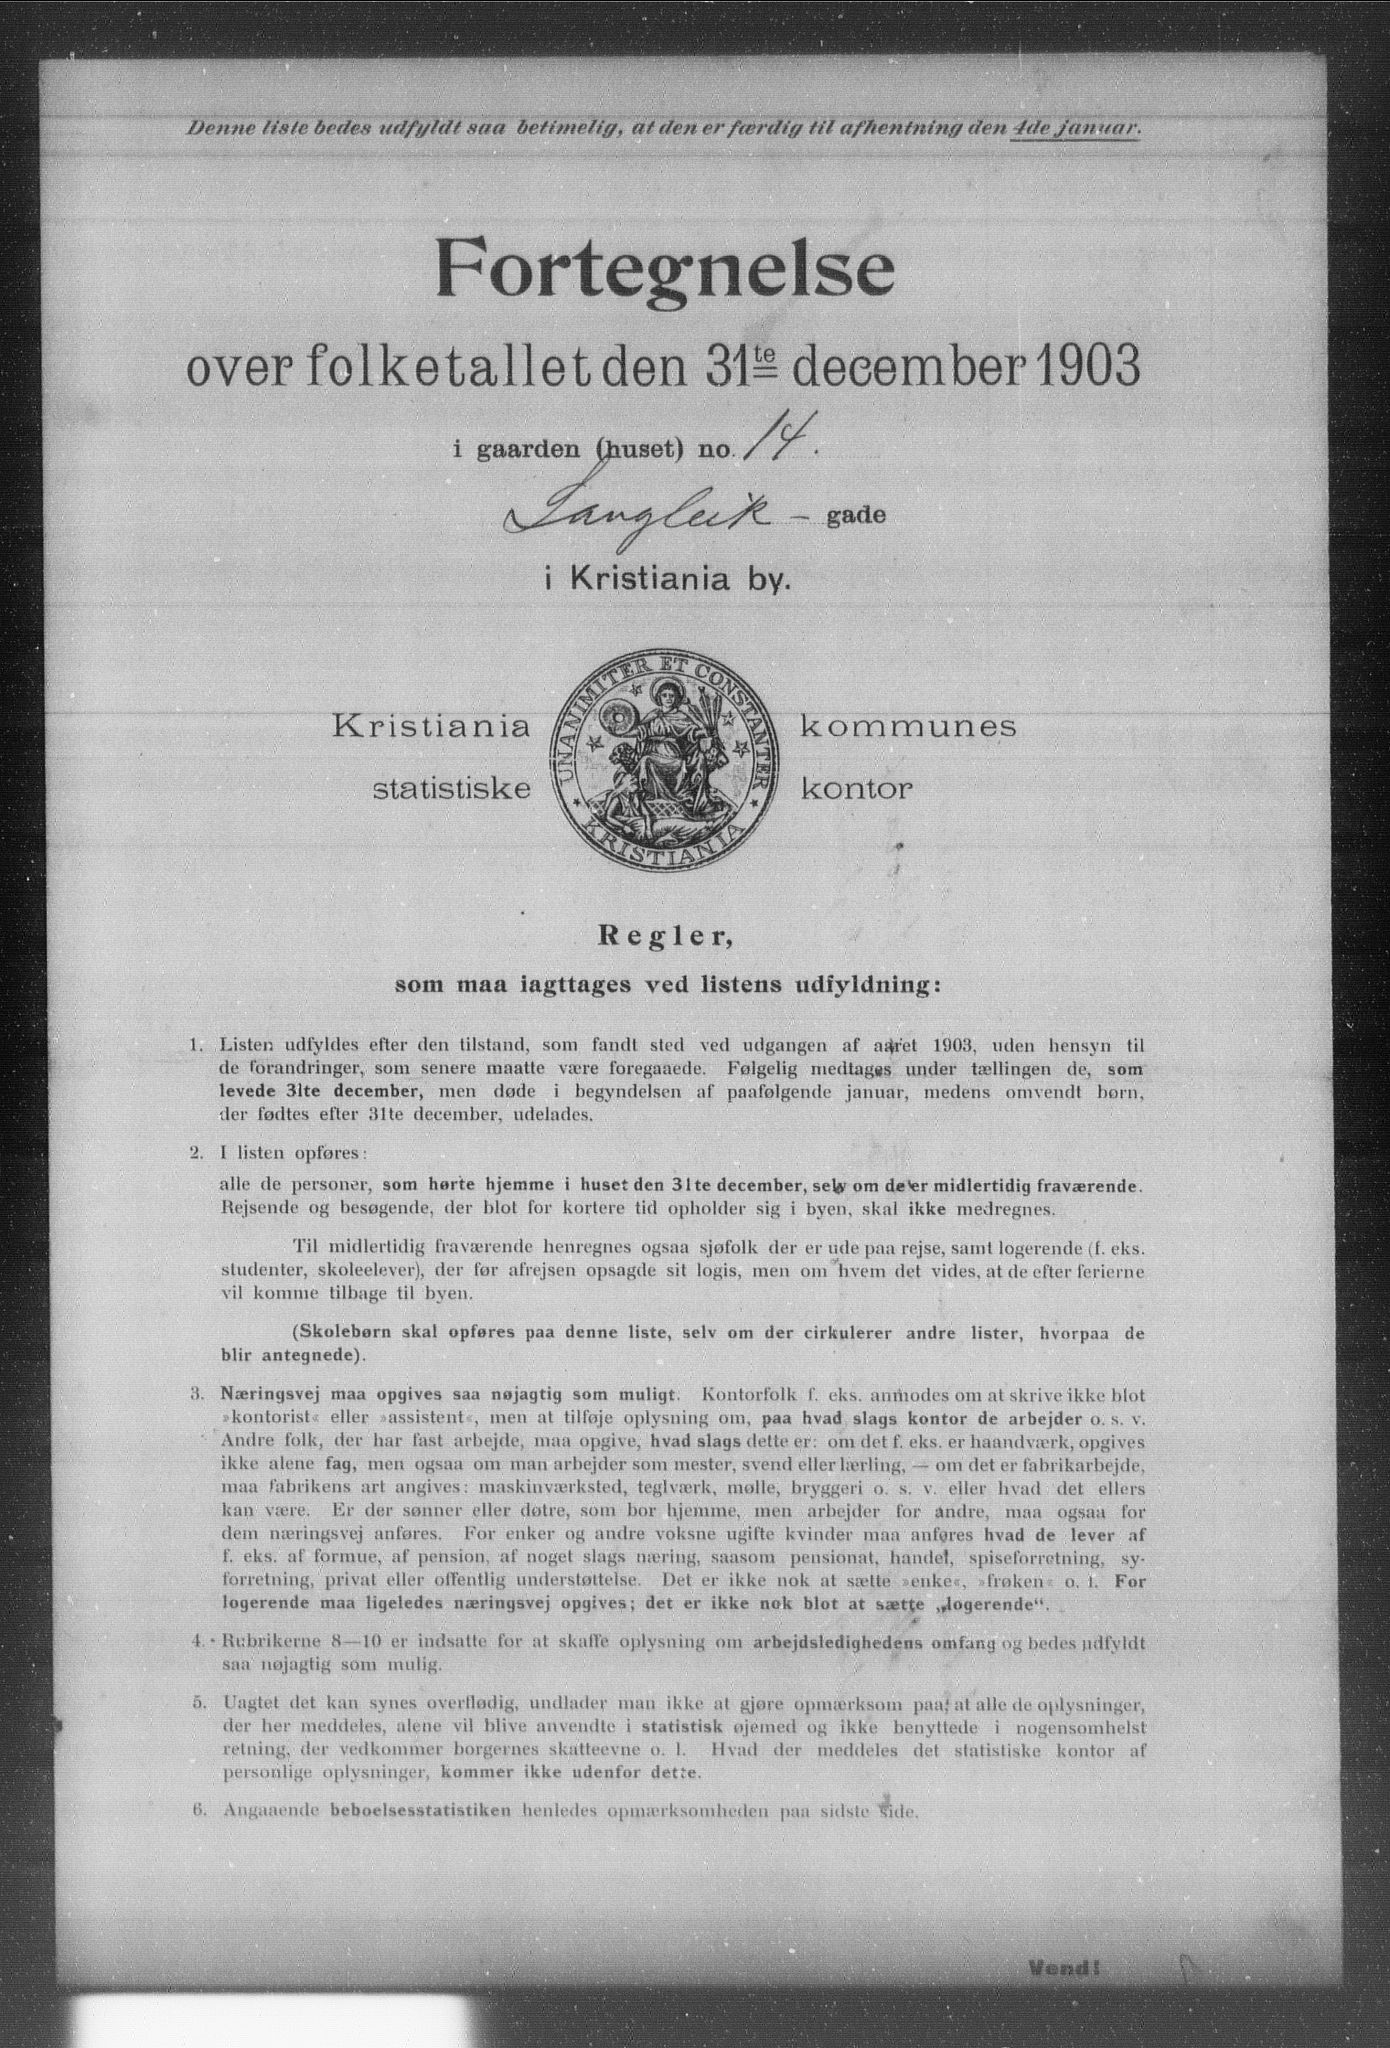 Denne liste bedes udfyldt saa betimelig, at den er færdig til afhentning den 4de januar.
Fortegnelse
over folketallet den 31te december 1903
i gaarden (huset) no. 14.
Langleik - gade
i Kristiania by.
UNANIMITER ET CONSTANTER
KRISTIANIA
Kristiania kommunes
statistiske kontor
Regler,
som maa iagttages ved listens udfyldning:
1. Listen udfyldes efter den tilstand, som fandt sted ved udgangen af aaret 1903, uden hensyn til
de forandringer, som senere maatte være foregaaede. Følgelig medtages under tællingen de, som
levede 31te december, men døde i begyndelsen af paafølgende januar, medens omvendt børn,
der fødtes efter 31te december, udelades.
2. I listen opføres:
alle de personer, som hørte hjemme i huset den 31te december, selv om de er midlertidig fraværende.
Rejsende og besøgende, der blot for kortere tid opholder sig i byen, skal ikke medregnes.
Til midlertidig fraværende henregnes ogsaa sjøfolk der er ude paa rejse, samt logerende (f. eks.
studenter, skoleelever), der før afrejsen opsagde sit logis, men om hvem det vides, at de efter ferierne
vil komme tilbage til byen.
(Skolebørn skal opføres paa denne liste, selv om der cirkulerer andre lister, hvorpaa de
blir antegnede).
3. Næringsvej maa opgives saa nøjagtig som muligt. Kontorfolk f. eks. anmodes om at skrive ikke blot
»kontorist« eller »assistent«, men at tilføje oplysning om, paa hvad slags kontor de arbejder o. s. v.
Andre folk, der har fast arbejde, maa opgive, hvad slags dette er: om det f. eks. er haandværk, opgives
ikke alene fag, men ogsaa om man arbejder som mester, svend eller lærling, — om det er fabrikarbejde,
maa fabrikens art angives: maskinværksted, teglværk, mølle, bryggeri o. s. v. eller hvad det ellers
kan være. Er der sønner eller døtre, som bor hjemme, men arbejder for andre, maa ogsaa for
dem næringsvej anføres. For enker og andre voksne ugifte kvinder maa anføres hvad de lever af
f. eks. af formue, af pension, af noget slags næring, saasom pensionat, handel, spiseforretning, sy-
forretning, privat eller offentlig understøttelse. Det er ikke nok at sætte »enke«, »frøken« o. l. For
logerende maa ligeledes næringsvej opgives; det er ikke nok blot at sætte „logerende“.
4. Rubrikerne 8—10 er indsatte for at skaffe oplysning om arbejdsledighedens omfang og bedes udfyldt
saa nøjagtig som mulig.
5. Uagtet det kan synes overflødig, undlader man ikke at gjøre opmærksom paa, at alle de oplysninger,
der her meddeles, alene vil blive anvendte i statistisk øjemed og ikke benyttede i nogensomhelst
retning, der vedkommer borgernes skatteevne o. l. Hvad der meddeles det statistiske kontor af
personlige oplysninger, kommer ikke udenfor dette.
6. Angaaende beboelsesstatistiken henledes opmærksomheden paa sidste side.
Vend!